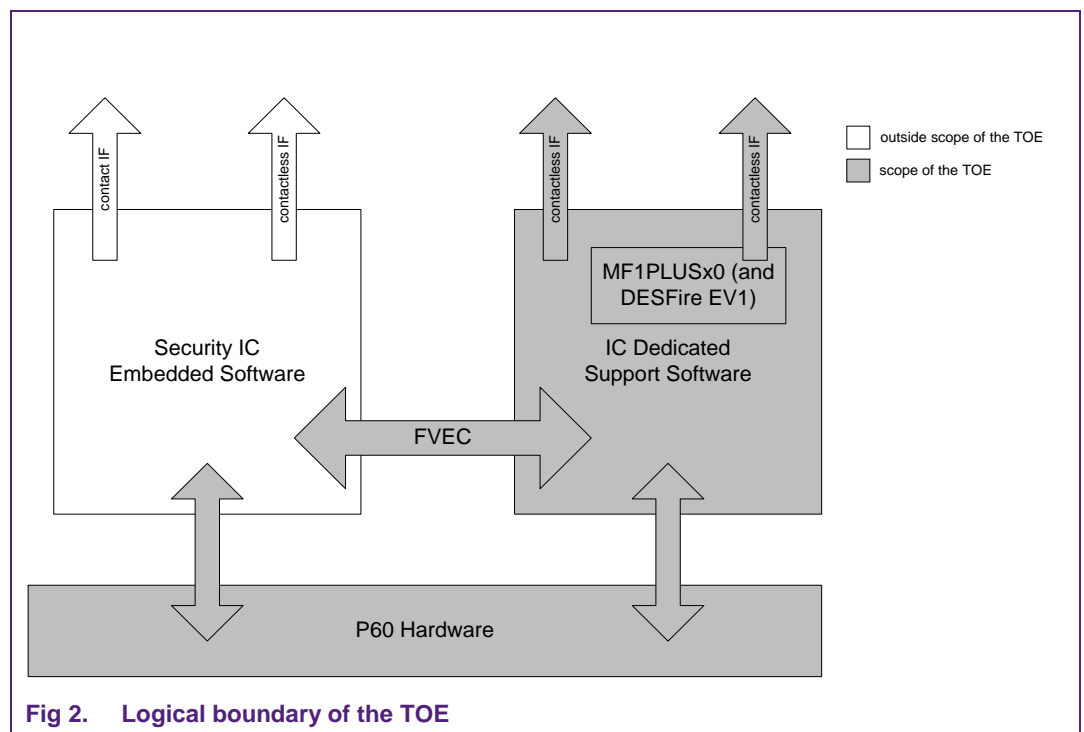 contact IF
contactless IF
contactless IF
contactless IF
outside scope of the TOE
scope of the TOE
MF1PLUSx0 (and
DESFire EV1)
Security IC
Embedded Software
IC Dedicated
Support Software
FVEC
P60 Hardware
Fig 2. Logical boundary of the TOE